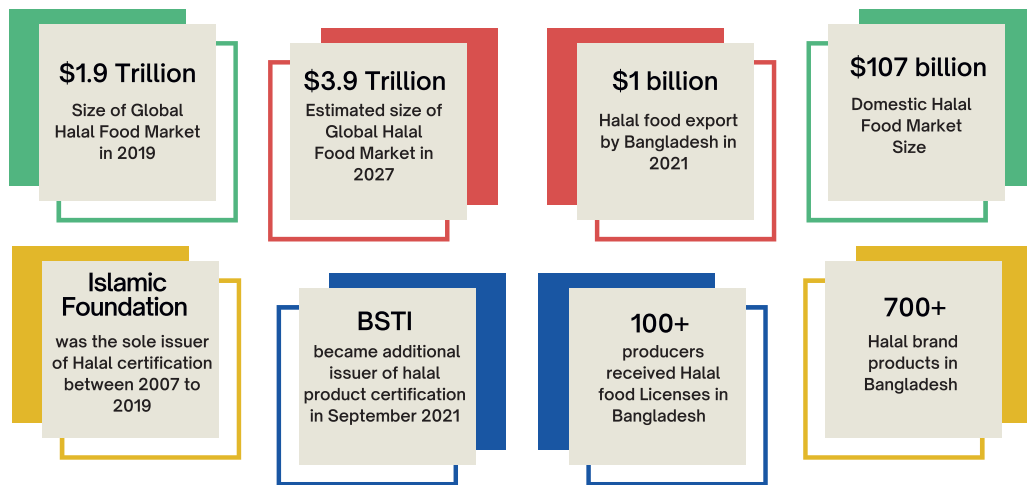 $1.9 Trillion
Size of Global
Halal Food Market
in 2019
$3.9 Trillion
Estimated size of
Global Halal
Food Market in
2027
$1 billion
Halal food export
by Bangladesh in
2021
$107 billion
Domestic Halal
Food Market
Size
Islamic
Foundation
was the sole issuer
of Halal certification
between 2007 to
2019
BSTI
became additional
issuer of halal
product certification
in September 2021
100+
producers
received Halal
food Licenses in
Bangladesh
700+
Halal brand
products in
Bangladesh